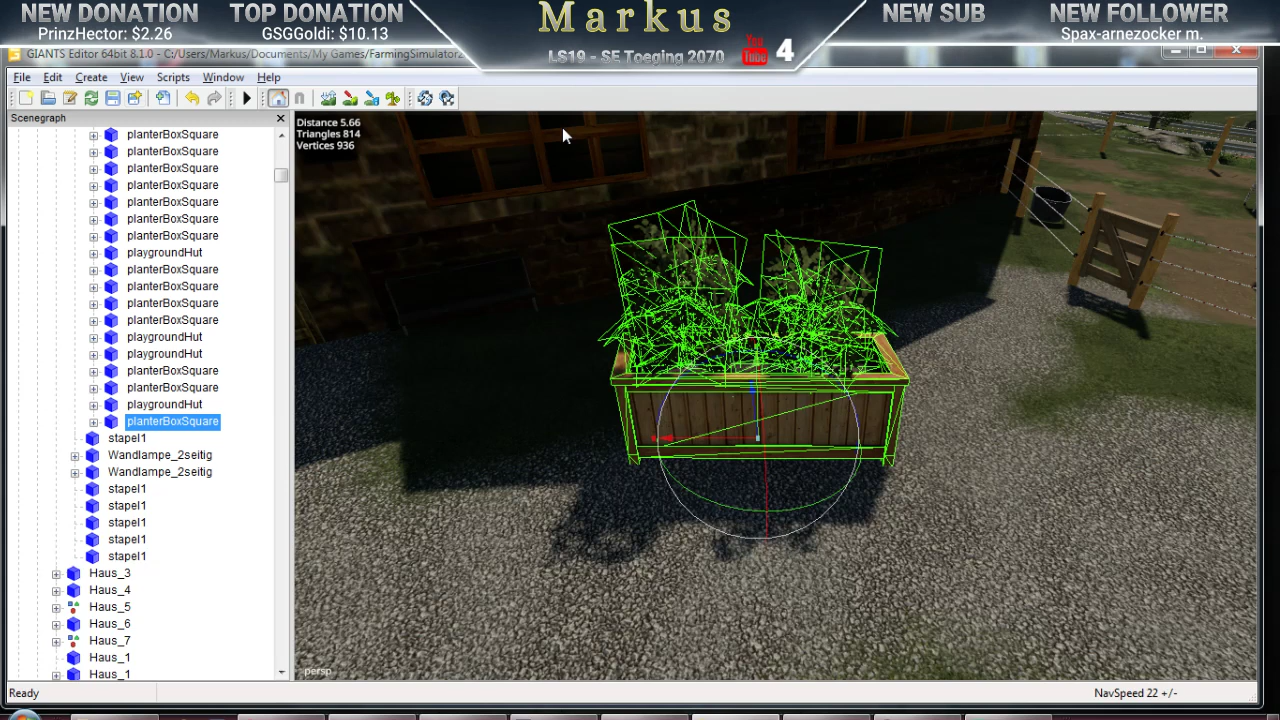 NEW DONATION
PrinzHector: $2.26
TOP DONATION
GSGGoldi: $10.13
Markus
LS19 - SE Toeging 2070
You
Tube
4
NEW SUB
NEW FOLLOWER
Spax-arnezocker m.
GIANTS Editor 64bit 8.1.0 - C:/Users/Markus/Documents/My Games/FarmingSimulator2
File Edit Create View Scripts Window Help
Scenegraph
planterBoxSquare
planterBoxSquare
planterBoxSquare
planterBoxSquare
planterBoxSquare
planterBoxSquare
planterBoxSquare
playgroundHut
planterBoxSquare
planterBoxSquare
planterBoxSquare
planterBoxSquare
playgroundHut
playgroundHut
planterBoxSquare
planterBoxSquare
playgroundHut
planterBoxSquare
stapel1
Wandlampe_2seitig
Wandlampe_2seitig
stapel1
stapel1
stapel1
stapel1
stapel1
Haus_3
Haus_4
Haus_5
Haus_6
Haus_7
Haus_1
Haus_1
Distance 5.66
Triangles 814
Vertices 936
persp
Ready
NavSpeed 22 +/-